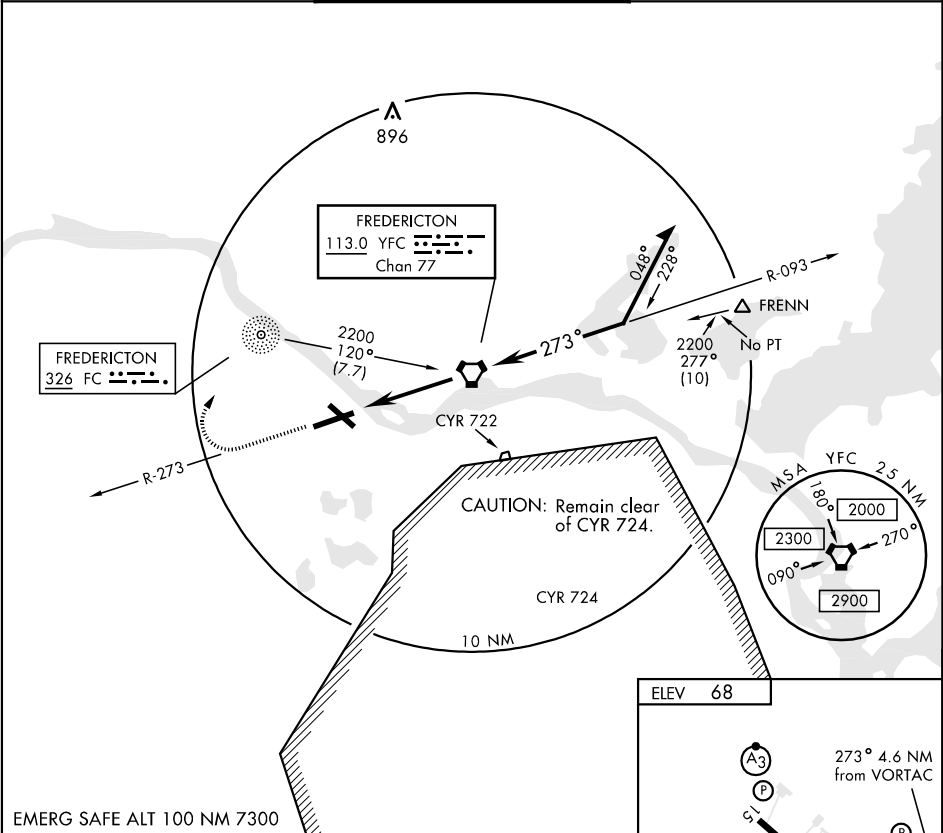 896
FREDERICTON
113.0 YFC
Chan 77
048°
228°
R-093
FRENN
No PT
2200
277°
(10)
273°
2200
120°
(7.7)
FREDERICTON
326 FC
CYR 722
R-273
CAUTION: Remain clear
of CYR 724.
CYR 724
10 NM
MSA YFC 25 NM
180°
2000
270°
2300
090°
2900
ELEV 68
A3
P
15
273° 4.6 NM
from VORTAC
EMERG SAFE ALT 100 NM 7300